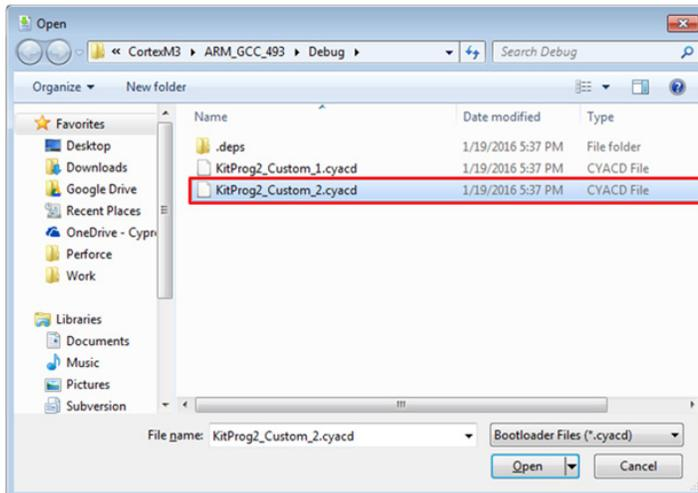 Open
« CortexM3 ▸ ARM_GCC_493 ▸ Debug ▸ Search Debug
Organize ▾ New folder
Name Date modified Type
Favorites
Desktop
Downloads
Google Drive
Recent Places
OneDrive - Cypre
Perforce
Work
Libraries
Documents
Music
Pictures
Subversion
.deps 1/19/2016 5:37 PM File folder
KitProg2_Custom_1.cyacd 1/19/2016 5:37 PM CYACD File
KitProg2_Custom_2.cyacd 1/19/2016 5:37 PM CYACD File
File name: KitProg2_Custom_2.cyacd Bootloader Files (*.cyacd)
Open Cancel